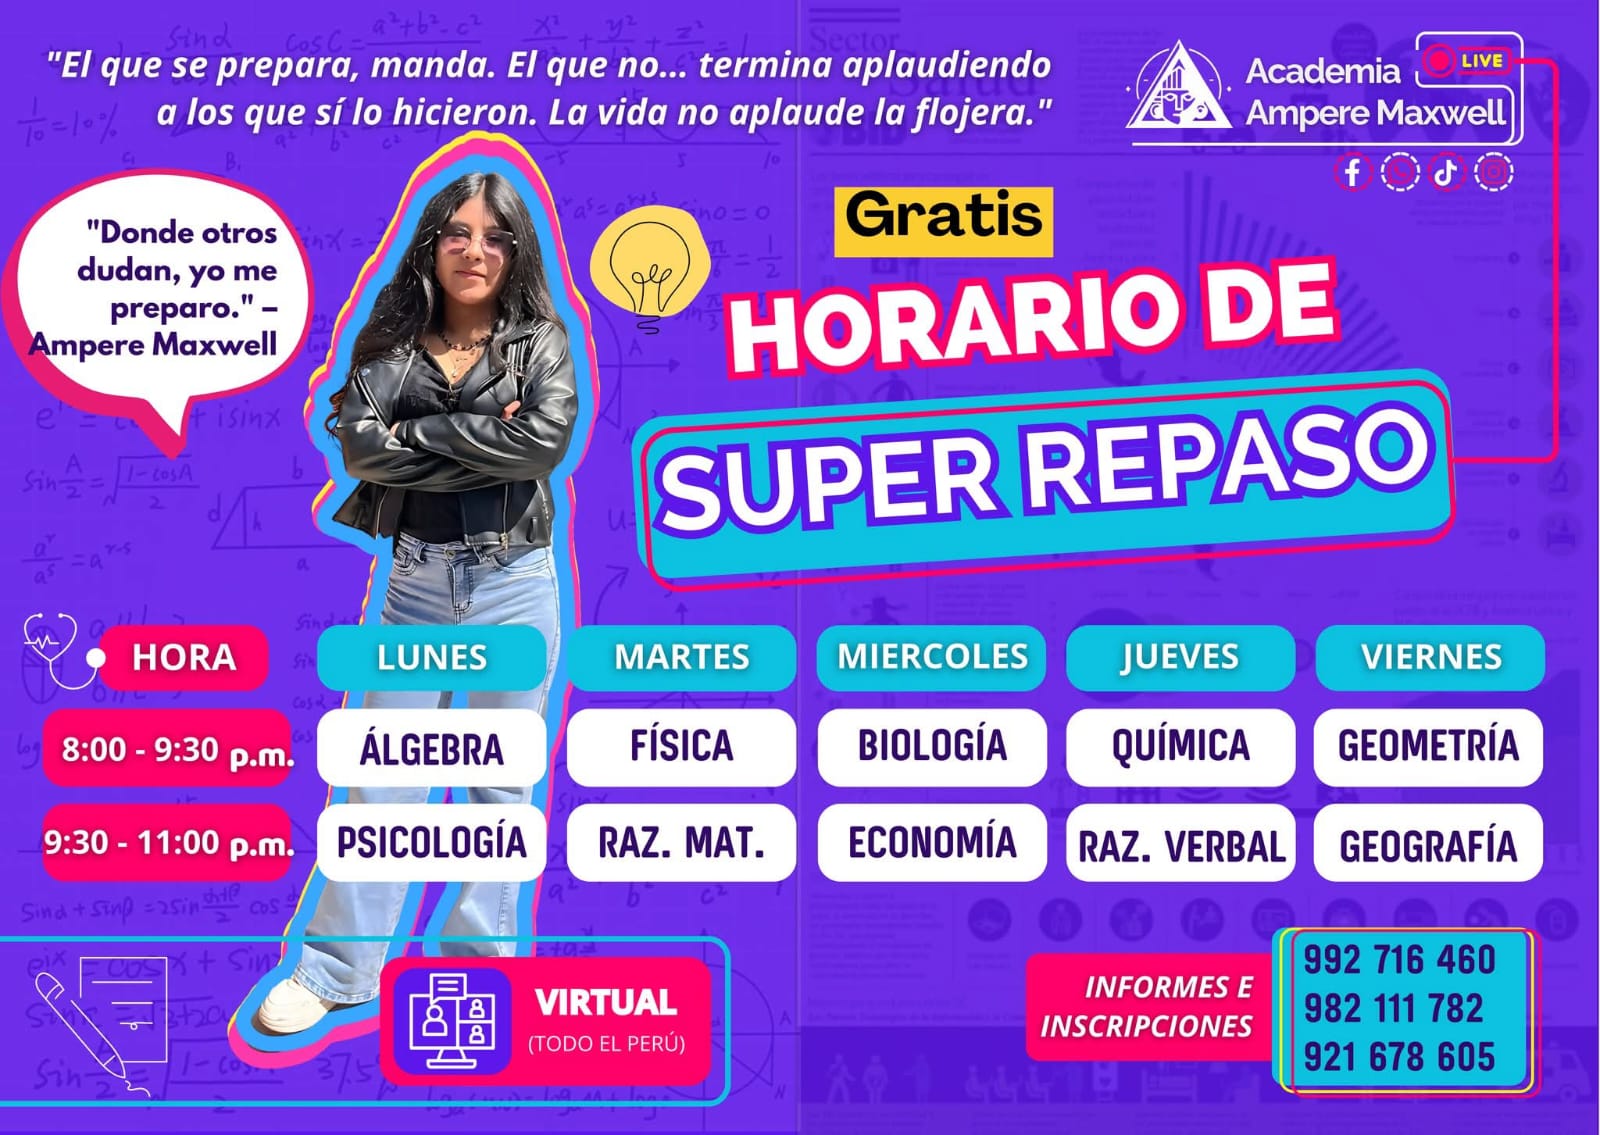 "El que se prepara, manda. El que no... termina aplaudiendo
a los que sí lo hicieron. La vida no aplaude la flojera."
Academia
Ampere Maxwell
LIVE
"Donde otros
dudan, yo me
preparo." –
Ampere Maxwell
Gratis
HORARIO DE
SUPER REPASO
HORA LUNES MARTES MIERCOLES JUEVES VIERNES
8:00 - 9:30 p.m. ÁLGEBRA FÍSICA BIOLOGÍA QUÍMICA GEOMETRÍA
9:30 - 11:00 p.m. PSICOLOGÍA RAZ. MAT. ECONOMÍA RAZ. VERBAL GEOGRAFÍA
VIRTUAL
(TODO EL PERÚ)
INFORMES E
INSCRIPCIONES
992 716 460
982 111 782
921 678 605